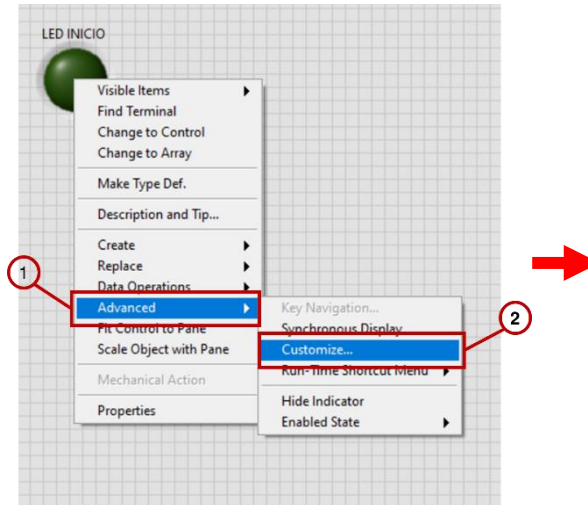 LED INICIO
Visible Items
Find Terminal
Change to Control
Change to Array
Make Type Def.
Description and Tip...
Create
Replace
Data Operations
1
Advanced
Fit Control to Pane
Scale Object with Pane
Mechanical Action
Properties
Key Navigation...
Synchronous Display
2
Customize...
Run-Time Shortcut Menu
Hide Indicator
Enabled State